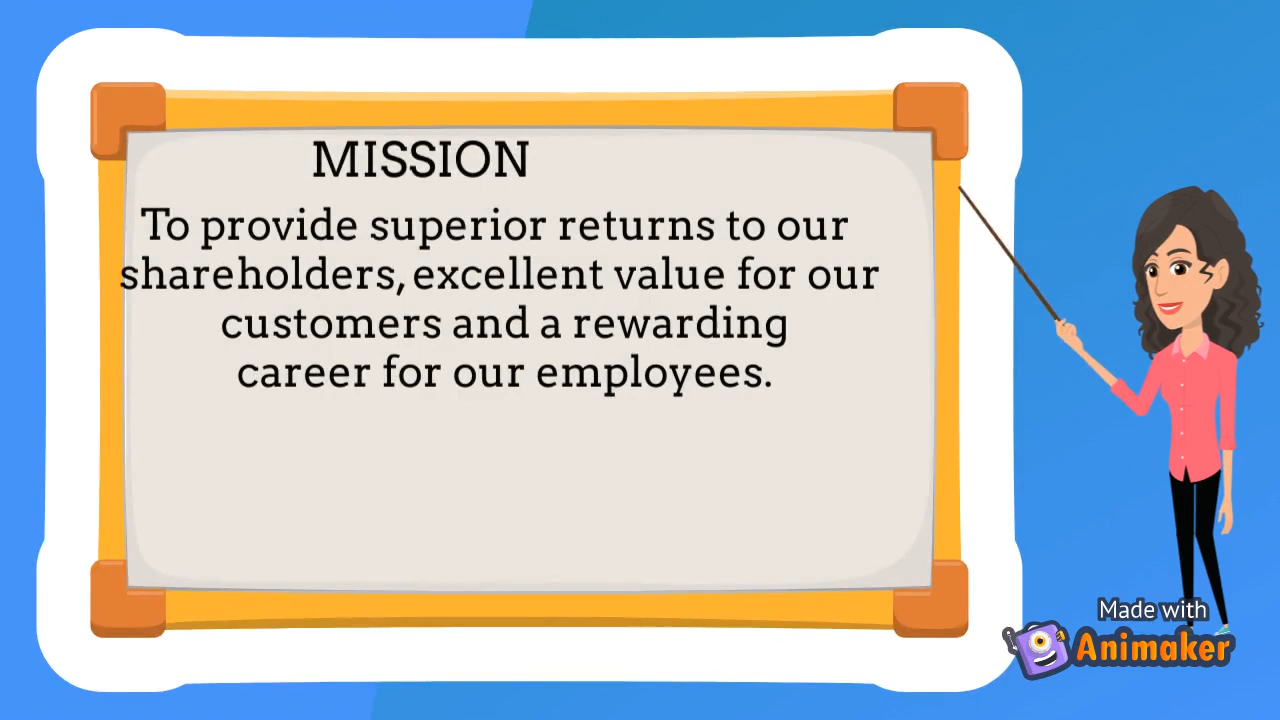 MISSION
To provide superior returns to our
shareholders, excellent value for our
customers and a rewarding
career for our employees.
Made with
Animaker